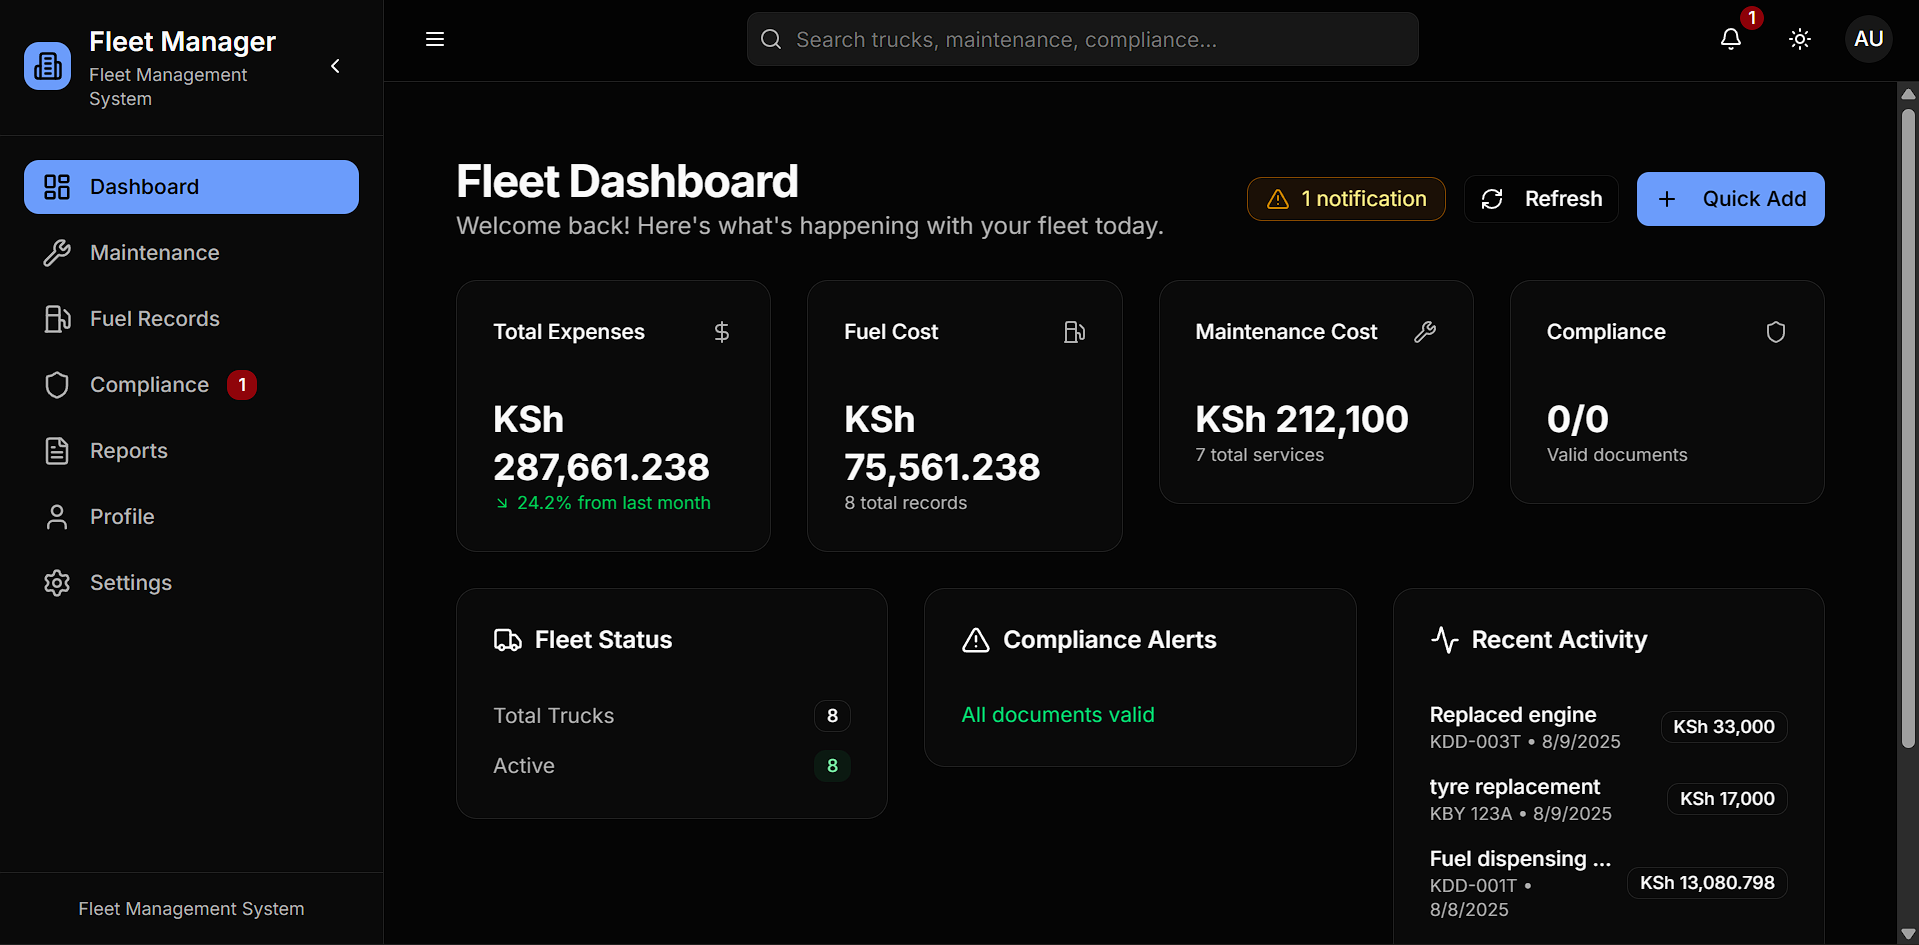 Fleet Manager
Fleet Management
System
Dashboard
Maintenance
Fuel Records
Compliance 1
Reports
Profile
Settings
Fleet Management System
Search trucks, maintenance, compliance...
1
AU
Fleet Dashboard
Welcome back! Here's what's happening with your fleet today.
1 notification
Refresh
Quick Add
Total Expenses
KSh
287,661.238
24.2% from last month
Fuel Cost
KSh
75,561.238
8 total records
Maintenance Cost
KSh 212,100
7 total services
Compliance
0/0
Valid documents
Fleet Status
Total Trucks 8
Active 8
Compliance Alerts
All documents valid
Recent Activity
Replaced engine
KDD-003T • 8/9/2025
KSh 33,000
tyre replacement
KBY 123A • 8/9/2025
KSh 17,000
Fuel dispensing ...
KDD-001T •
8/8/2025
KSh 13,080.798